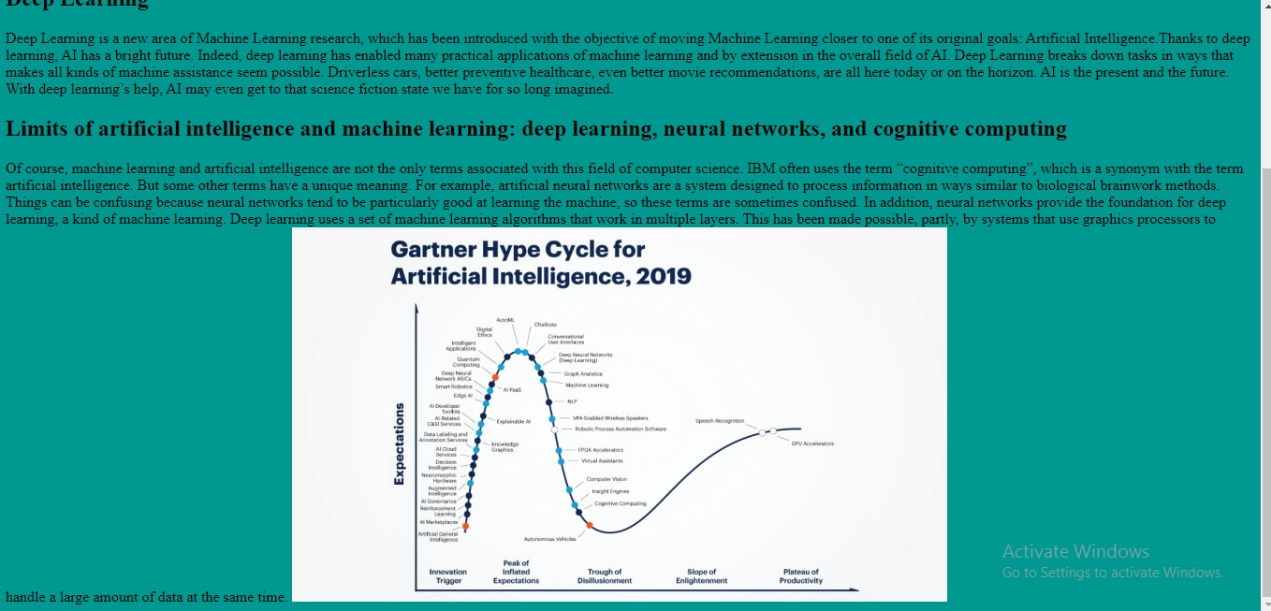 Deep Learning
Deep Learning is a new area of Machine Learning research, which has been introduced with the objective of moving Machine Learning closer to one of its original goals: Artificial Intelligence.Thanks to deep
learning, AI has a bright future. Indeed, deep learning has enabled many practical applications of machine learning and by extension in the overall field of AI. Deep Learning breaks down tasks in ways that
makes all kinds of machine assistance seem possible. Driverless cars, better preventive healthcare, even better movie recommendations, are all here today or on the horizon. AI is the present and the future.
With deep learning's help, AI may even get to that science fiction state we have for so long imagined.
Limits of artificial intelligence and machine learning: deep learning, neural networks, and cognitive computing
Of course, machine learning and artificial intelligence are not the only terms associated with this field of computer science. IBM often uses the term “cognitive computing”, which is a synonym with the term
artificial intelligence. But some other terms have a unique meaning. For example, artificial neural networks are a system designed to process information in ways similar to biological brainwork methods.
Things can be confusing because neural networks tend to be particularly good at learning the machine, so these terms are sometimes confused. In addition, neural networks provide the foundation for deep
learning, a kind of machine learning. Deep learning uses a set of machine learning algorithms that work in multiple layers. This has been made possible, partly, by systems that use graphics processors to
Gartner Hype Cycle for
Artificial Intelligence, 2019
Expectations
AutoML
Chatbots
Digital
Ethics
Conversational
User Interfaces
Intelligent
Applications
Deep Neural Networks
(Deep Learning)
Quantum
Computing
Graph Analytics
Deep Neural
Network ASICs
Machine Learning
Smart Robotics
AI PaaS
Edge AI
NLP
AI Developer
Toolkits
VPA-Enabled Wireless Speakers
AI-Related
C&SI Services
Explainable AI
Speech Recognition
Robotic Process Automation Software
Data Labeling and
Annotation Services
Knowledge
Graphics
GPU Accelerators
AI Cloud
Services
FPGA Accelerators
Decision
Intelligence
Virtual Assistants
Neuromorphic
Hardware
Computer Vision
Augmented
Intelligence
Insight Engines
AI Governance
Cognitive Computing
Reinforcement
Learning
AI Marketplaces
Artificial General
Intelligence
Autonomous Vehicles
Innovation
Trigger
Peak of
Inflated
Expectations
Trough of
Disillusionment
Slope of
Enlightenment
Plateau of
Productivity
Activate Windows
Go to Settings to activate Windows.
handle a large amount of data at the same time.